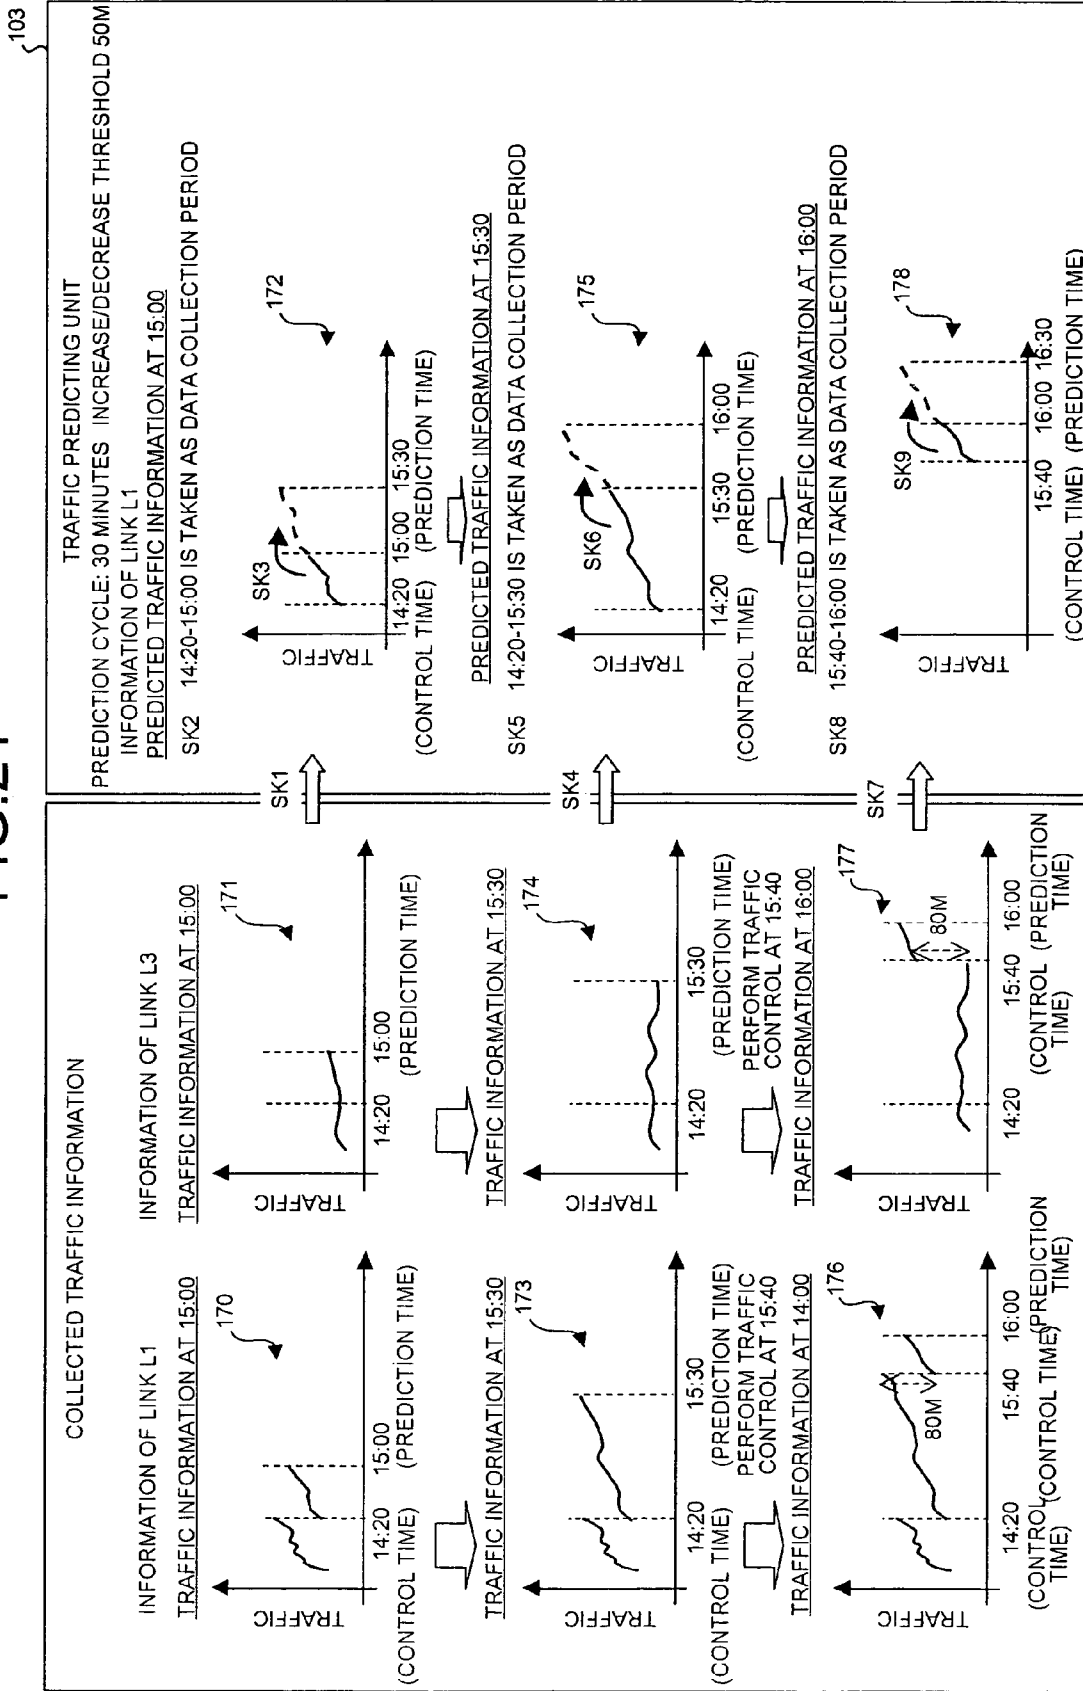 103
COLLECTED TRAFFIC INFORMATION
INFORMATION OF LINK L1
TRAFFIC INFORMATION AT 15:00
170
TRAFFIC
14:20
15:00
(CONTROL TIME)
(PREDICTION TIME)
TRAFFIC INFORMATION AT 15:30
173
TRAFFIC
14:20
15:30
(CONTROL TIME)
(PREDICTION TIME)
PERFORM TRAFFIC
CONTROL AT 15:40
TRAFFIC INFORMATION AT 14:00
176
TRAFFIC
80M
14:20
15:40
16:00
(CONTROL
TIME)
(CONTROL TIME)
(PREDICTION
TIME)
INFORMATION OF LINK L3
TRAFFIC INFORMATION AT 15:00
171
TRAFFIC
14:20
15:00
(PREDICTION TIME)
TRAFFIC INFORMATION AT 15:30
174
TRAFFIC
14:20
15:30
(PREDICTION TIME)
PERFORM TRAFFIC
CONTROL AT 15:40
TRAFFIC INFORMATION AT 16:00
177
TRAFFIC
80M
14:20
15:40
16:00
(CONTROL
TIME)
(PREDICTION
TIME)
SK1
SK4
SK7
TRAFFIC PREDICTING UNIT
PREDICTION CYCLE: 30 MINUTES INCREASE/DECREASE THRESHOLD 50M
INFORMATION OF LINK L1
PREDICTED TRAFFIC INFORMATION AT 15:00
SK2 14:20-15:00 IS TAKEN AS DATA COLLECTION PERIOD
172
SK3
TRAFFIC
14:20
15:00
15:30
(CONTROL TIME)
(PREDICTION TIME)
PREDICTED TRAFFIC INFORMATION AT 15:30
SK5 14:20-15:30 IS TAKEN AS DATA COLLECTION PERIOD
175
SK6
TRAFFIC
14:20
15:30
16:00
(CONTROL TIME)
(PREDICTION TIME)
PREDICTED TRAFFIC INFORMATION AT 16:00
SK8 15:40-16:00 IS TAKEN AS DATA COLLECTION PERIOD
178
SK9
TRAFFIC
15:40
16:00
16:30
(CONTROL TIME)
(PREDICTION TIME)